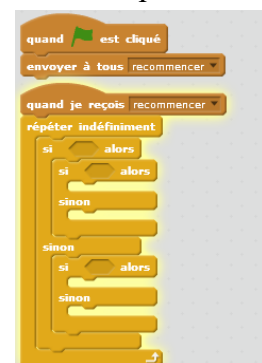 quand est cliqué
envoyer à tous recommencer
quand je reçois recommencer
répéter indéfiniment
si alors
si alors
sinon
sinon
si alors
sinon